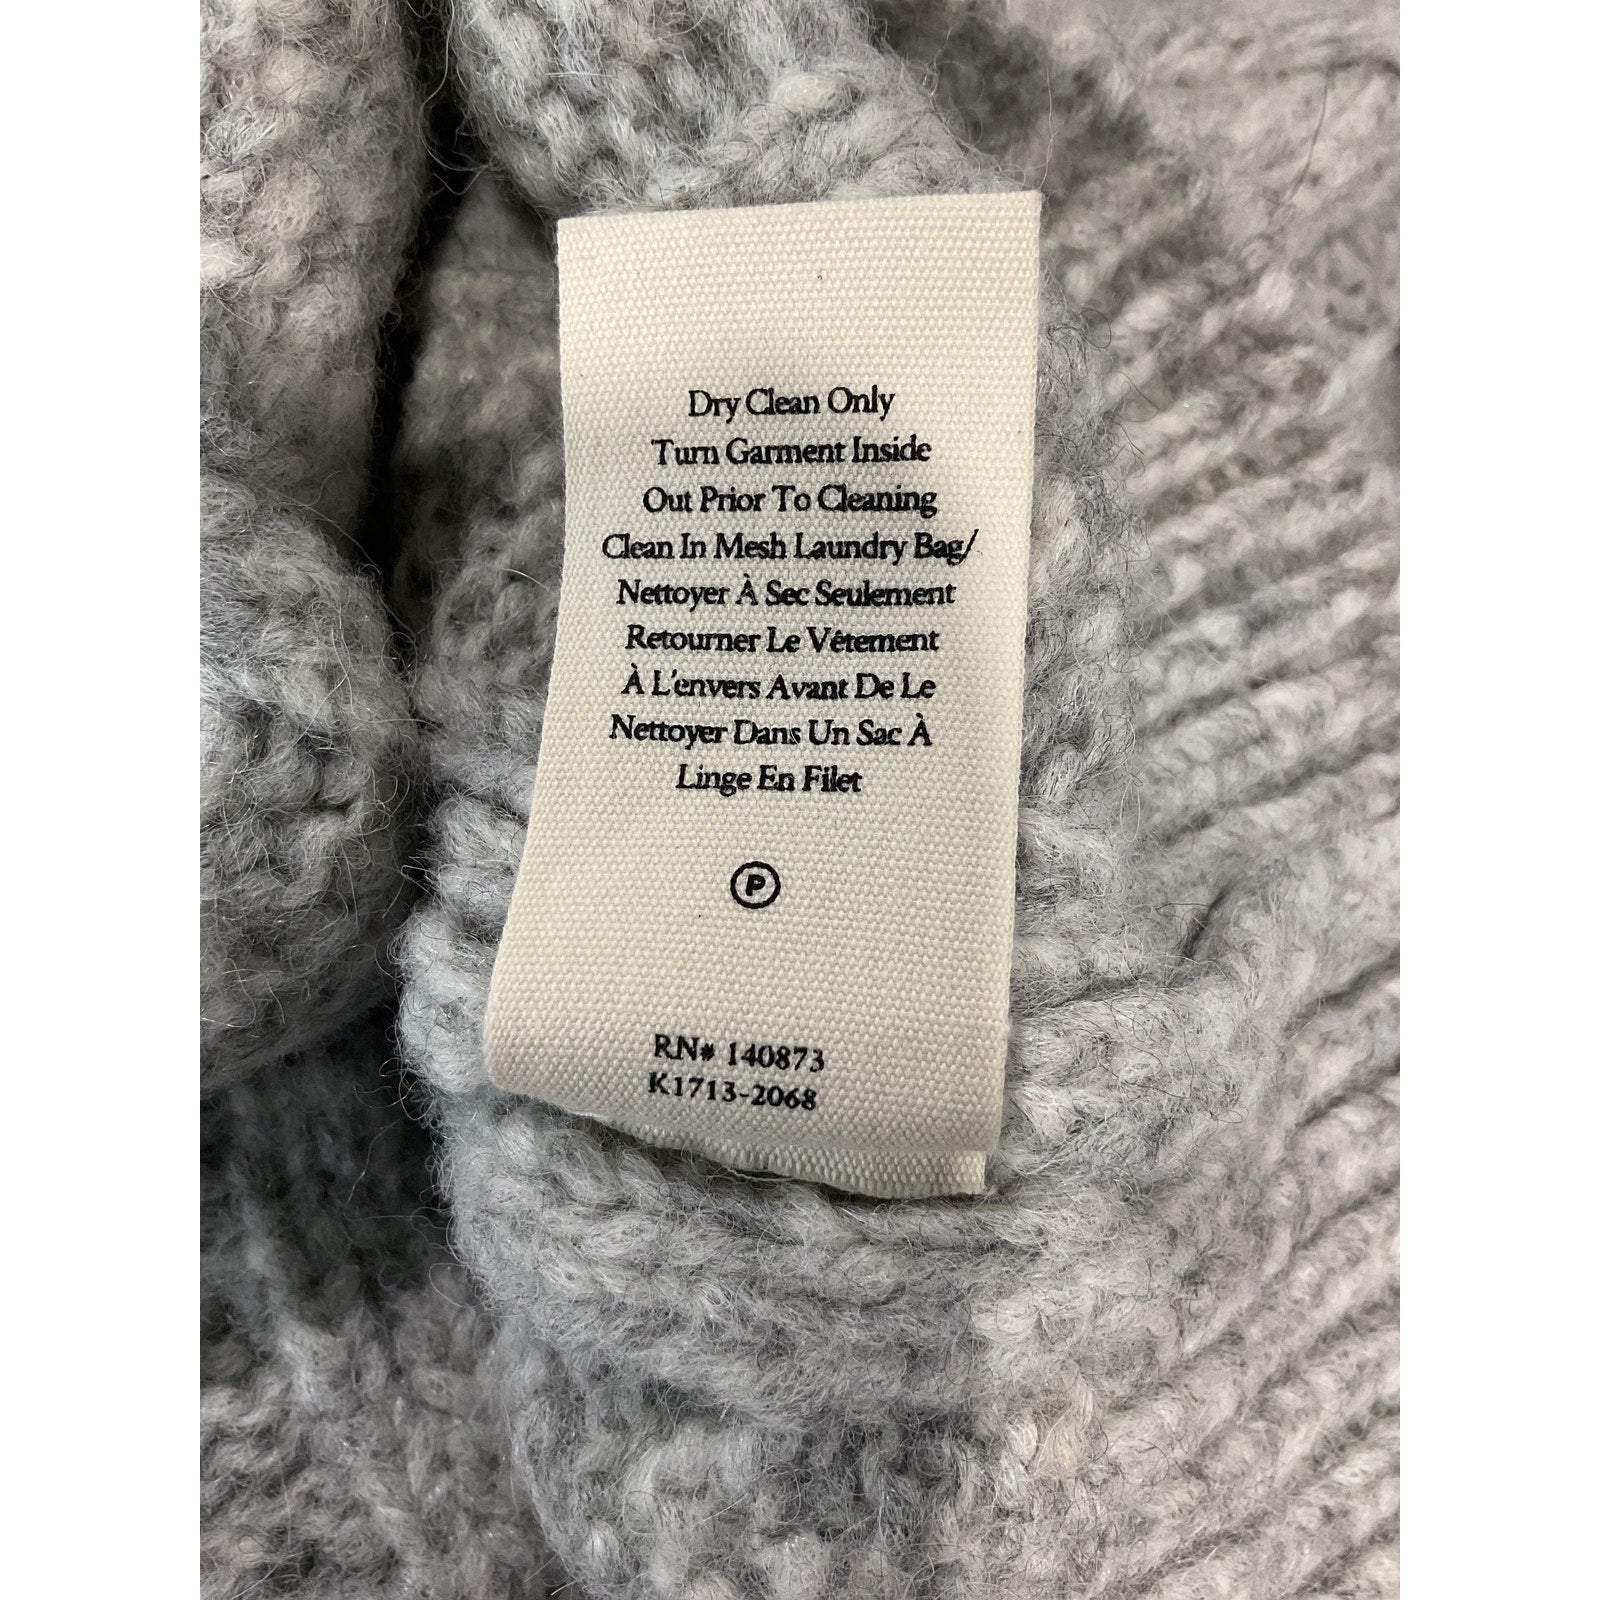 Dry Clean Only
Turn Garment Inside
Out Prior To Cleaning
Clean In Mesh Laundry Bag/
Nettoyer À Sec Seulement
Retourner Le Vêtement
À L'envers Avant De Le
Nettoyer Dans Un Sac À
Linge En Filet
P
RN# 140873
K1713-2068